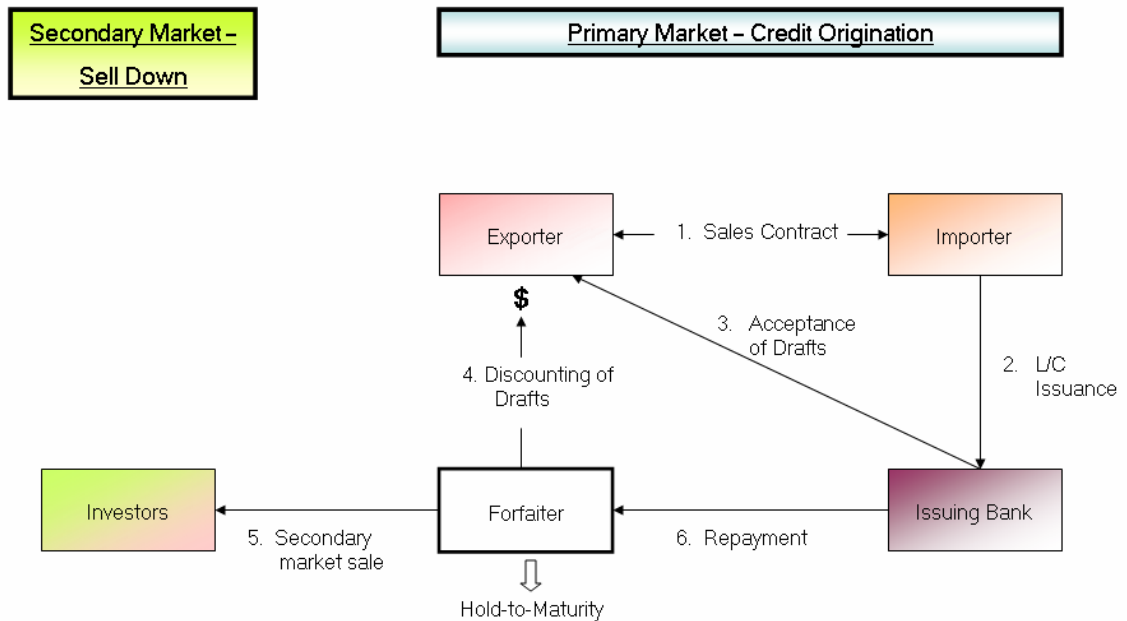 Secondary Market –
Sell Down
Primary Market – Credit Origination
Exporter
1. Sales Contract
Importer
$
3. Acceptance
of Drafts
4. Discounting of
Drafts
2. L/C
Issuance
Investors
Forfaiter
Issuing Bank
5. Secondary
market sale
6. Repayment
Hold-to-Maturity